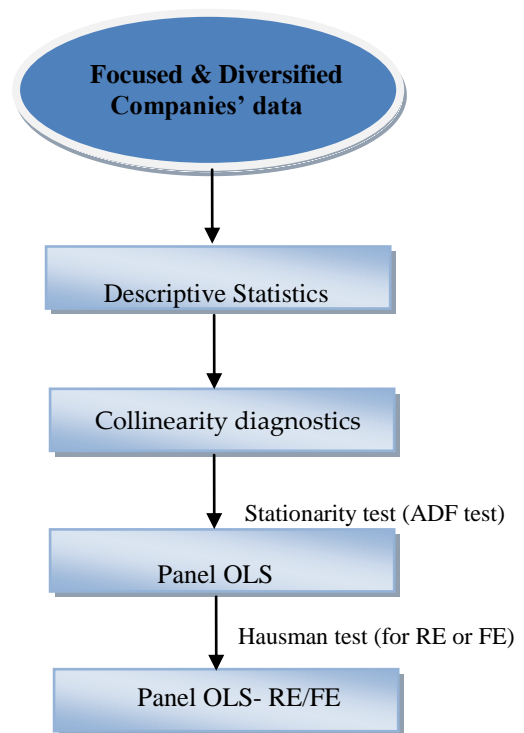 Focused & Diversified
Companies’ data
Descriptive Statistics
Collinearity diagnostics
Stationarity test (ADF test)
Panel OLS
Hausman test (for RE or FE)
Panel OLS- RE/FE